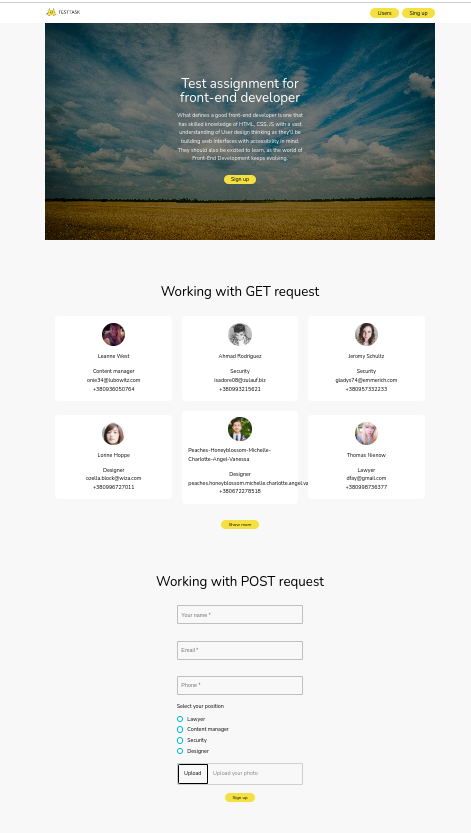 TESTTASK
Users
Sing up
Test assignment for
front-end developer
What defines a good front-end developer is one that
has skilled knowledge of HTML, CSS, JS with a vast
understanding of User design thinking as they'll be
building web interfaces with accessibility in mind.
They should also be excited to learn, as the world of
Front-End Development keeps evolving.
Sign up
Working with GET request
Leanne West
Content manager
onie34@lubowitz.com
+380936050764
Ahmad Rodriguez
Security
isadore08@zulauf.biz
+380993215621
Jeromy Schultz
Security
gladys74@emmerich.com
+380957332233
Lorine Hoppe
Designer
ozella.block@wiza.com
+380996727011
Peaches-Honeyblossom-Michelle-
Charlotte-Angel-Vanessa
Designer
peaches.honeyblossom.michelle.charlotte.angel.va
+380672278518
Thomas Nienow
Lawyer
dfay@gmail.com
+380998736377
Show more
Working with POST request
Your name *
Email *
Phone *
Select your position
Lawyer
Content manager
Security
Designer
Upload
Upload your photo
Sign up